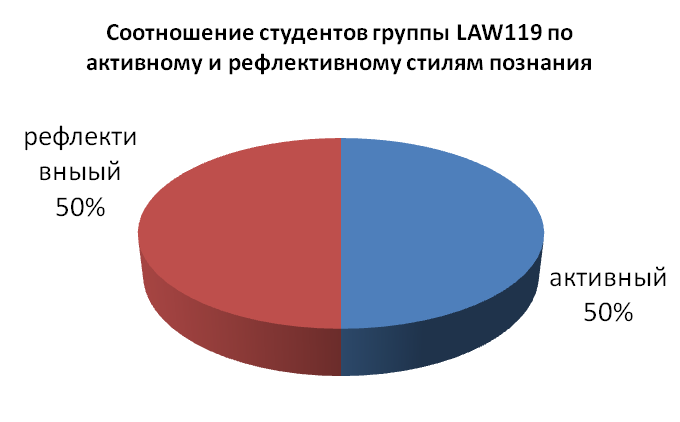 Соотношение студентов группы LAW119 по
активному и рефлективному стилям познания
рефлекти
вныый
50%
активный
50%